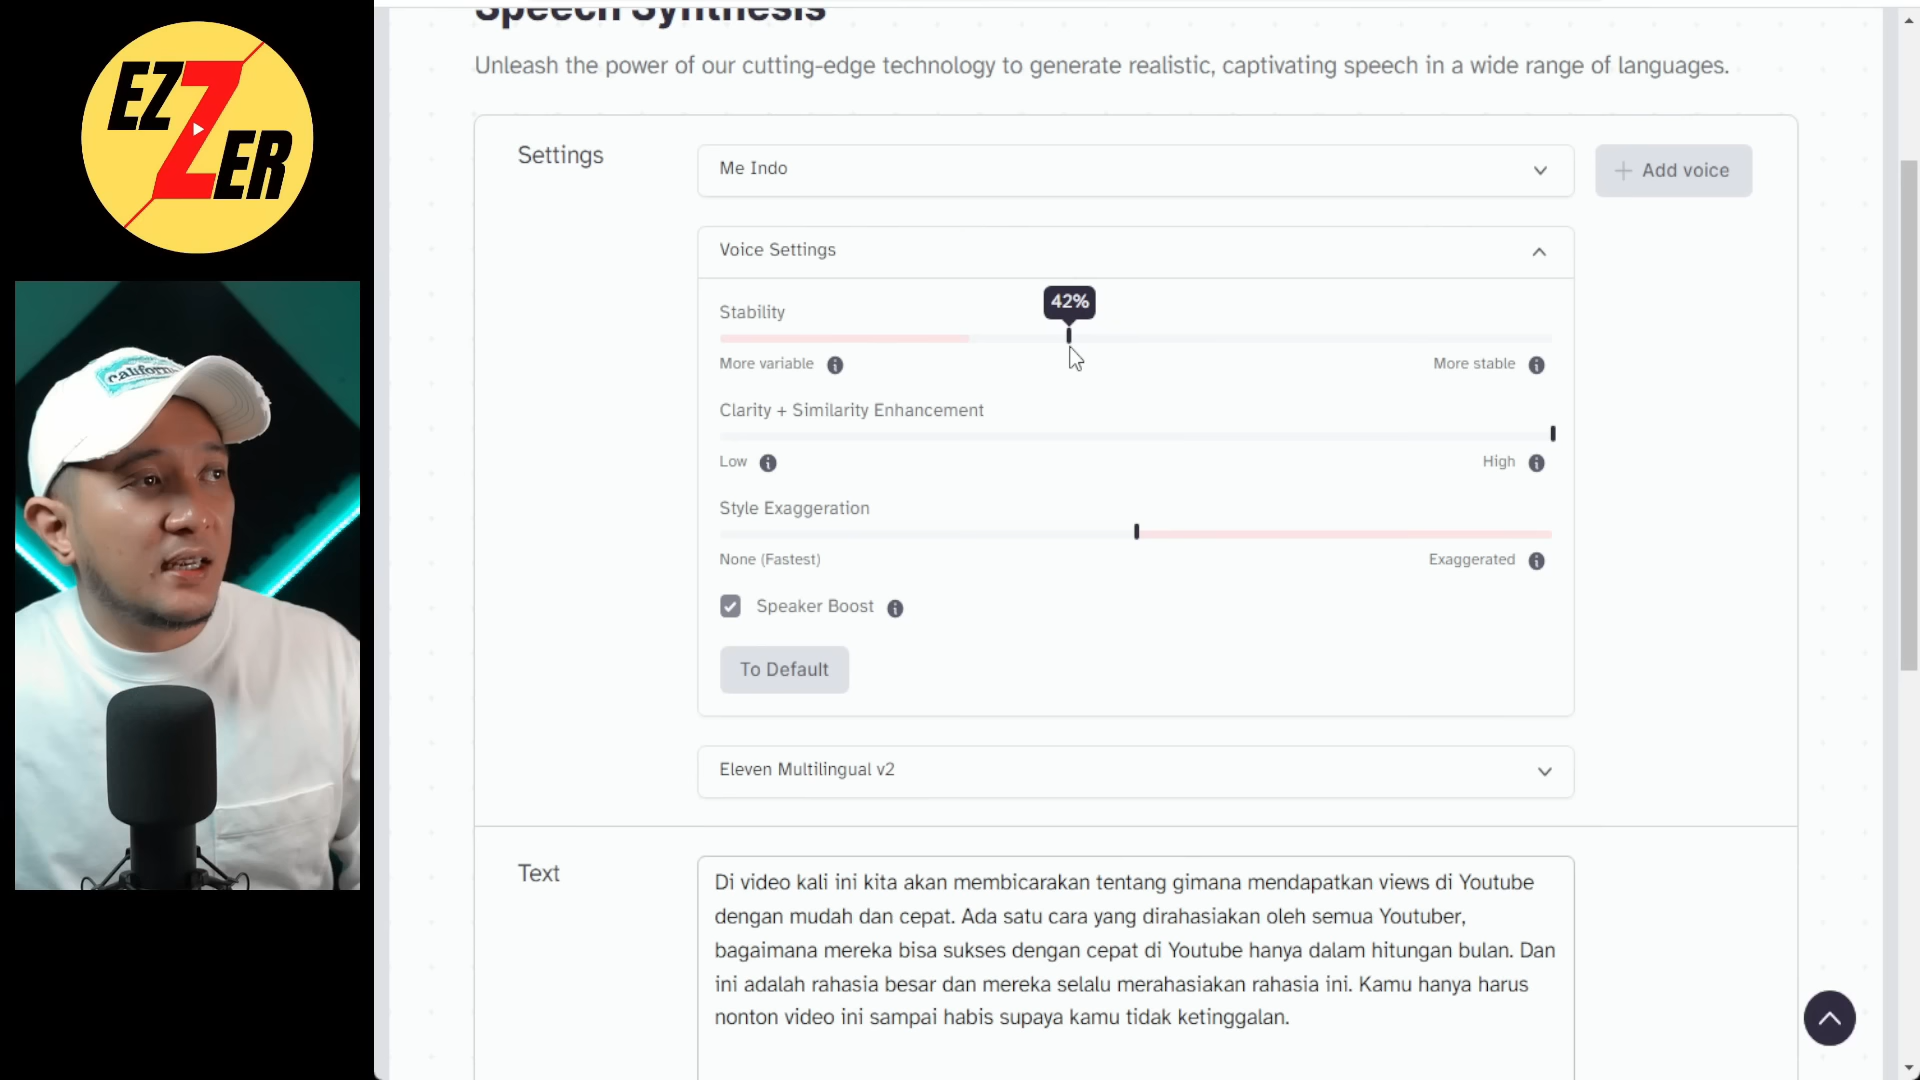 EZZER
californ
Speech Synthesis
Unleash the power of our cutting-edge technology to generate realistic, captivating speech in a wide range of languages.
Settings
Me Indo
Add voice
Voice Settings
42%
Stability
More variable
More stable
Clarity + Similarity Enhancement
Low
High
Style Exaggeration
None (Fastest)
Exaggerated
Speaker Boost
To Default
Eleven Multilingual v2
Text
Di video kali ini kita akan membicarakan tentang gimana mendapatkan views di Youtube
dengan mudah dan cepat. Ada satu cara yang dirahasiakan oleh semua Youtuber,
bagaimana mereka bisa sukses dengan cepat di Youtube hanya dalam hitungan bulan. Dan
ini adalah rahasia besar dan mereka selalu merahasiakan rahasia ini. Kamu hanya harus
nonton video ini sampai habis supaya kamu tidak ketinggalan.